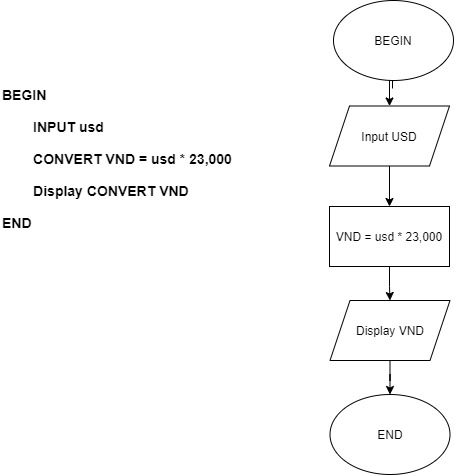 BEGIN
INPUT usd
CONVERT VND = usd * 23,000
Display CONVERT VND
END
BEGIN
Input USD
VND = usd * 23,000
Display VND
END